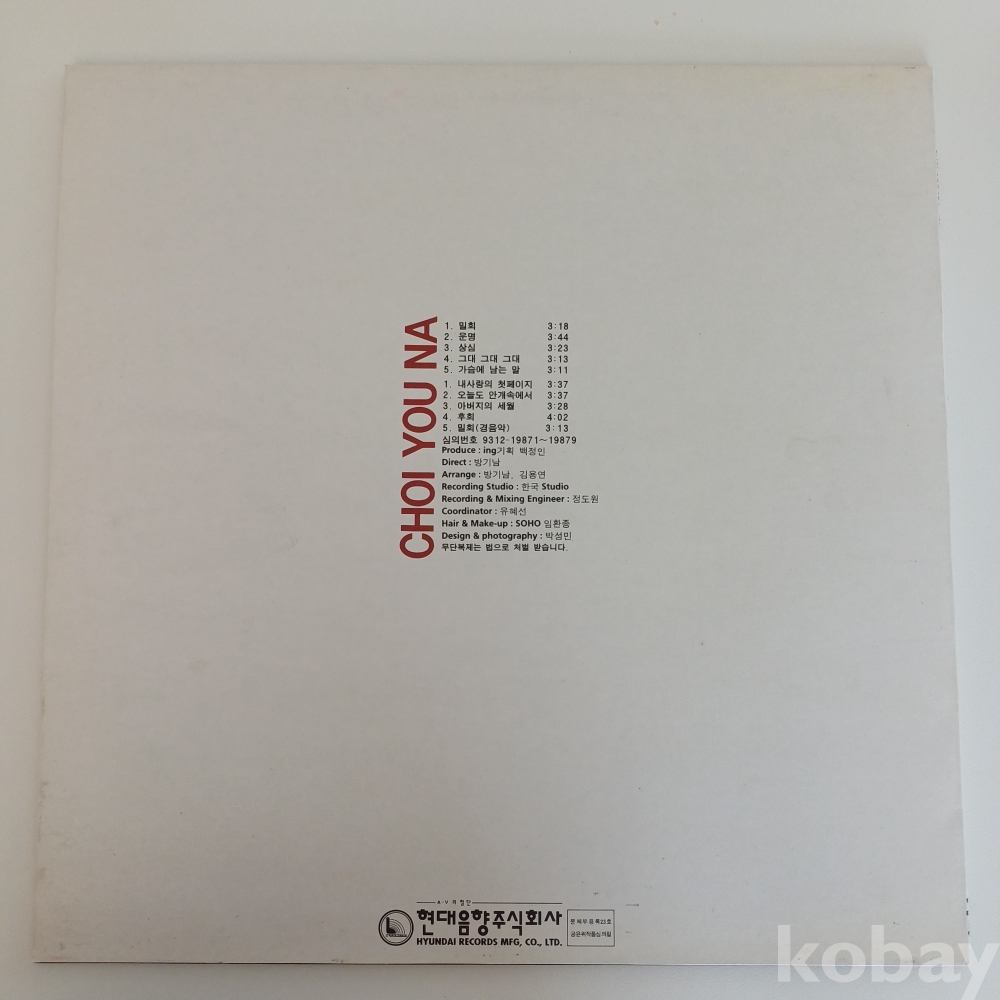 CHOI YOU NA
1. 밀회 3:18
2. 운명 3:44
3. 상심 3:23
4. 그대 그대 그대 3:13
5. 가슴에 남는 말 3:11
1. 내사랑의 첫페이지 3:37
2. 오늘도 안개속에서 3:37
3. 아버지의 세월 3:28
4. 후회 4:02
5. 밀회(경음악) 3:13
심의번호 9312-19871~19879
Produce : ing기획 백정인
Direct : 방기남
Arrange : 방기남, 김용연
Recording Studio : 한국 Studio
Recording & Mixing Engineer : 정도원
Coordinator : 유혜선
Hair & Make-up : SOHO 임환종
Design & photography : 박성민
무단복제는 법으로 처벌 받습니다.
A·V
현대음향주식회사
HYUNDAI RECORDS MFG, CO., LTD.
문화부등록23호
kobay